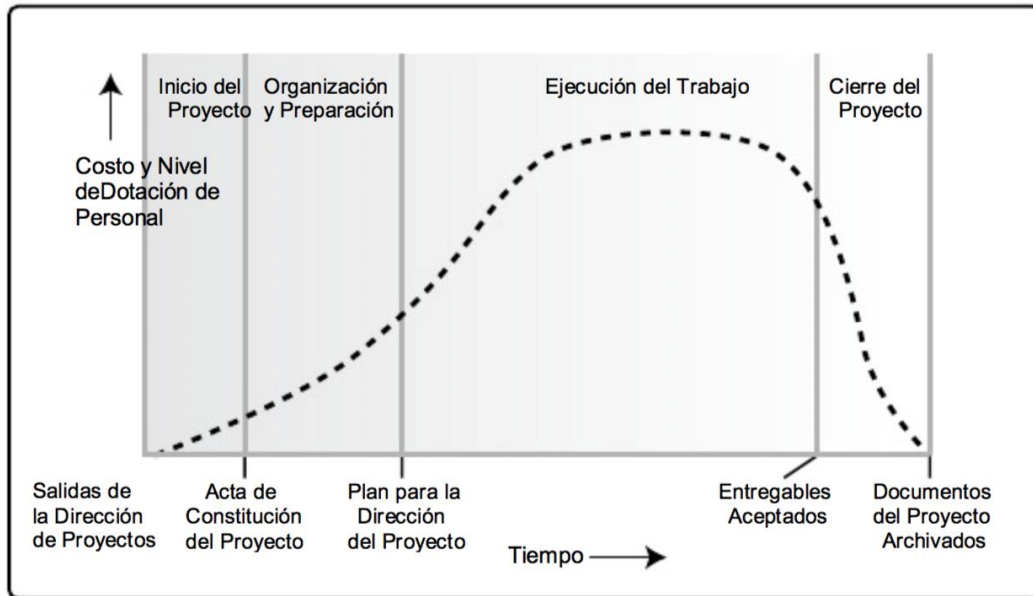 Inicio del
Proyecto
Organización
y Preparación
Ejecución del Trabajo
Cierre del
Proyecto
Costo y Nivel
deDotación de
Personal
Salidas de
la Dirección
de Proyectos
Acta de
Constitución
del Proyecto
Plan para la
Dirección
del Proyecto
Entregables
Aceptados
Documentos
del Proyecto
Archivados
Tiempo